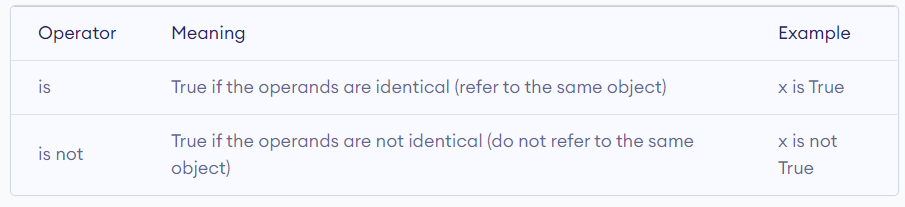 Operator Meaning Example
is True if the operands are identical (refer to the same object) x is True
is not True if the operands are not identical (do not refer to the same
object) x is not
True